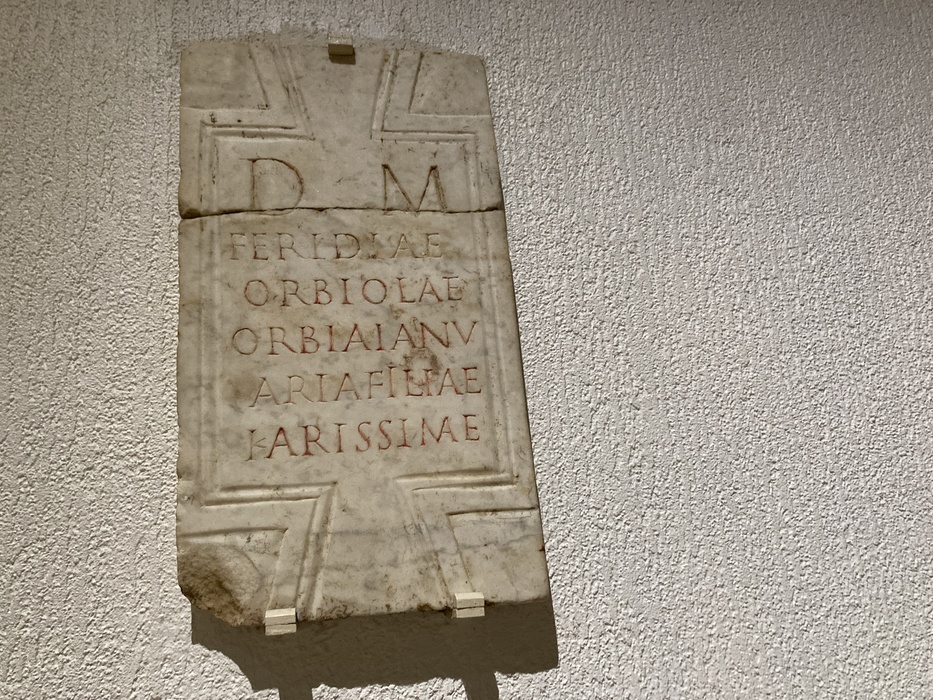 D M
FERIDIAE
ORBIOLAE
ORBIAIANV
ARIAFILIAE
KARISSIME